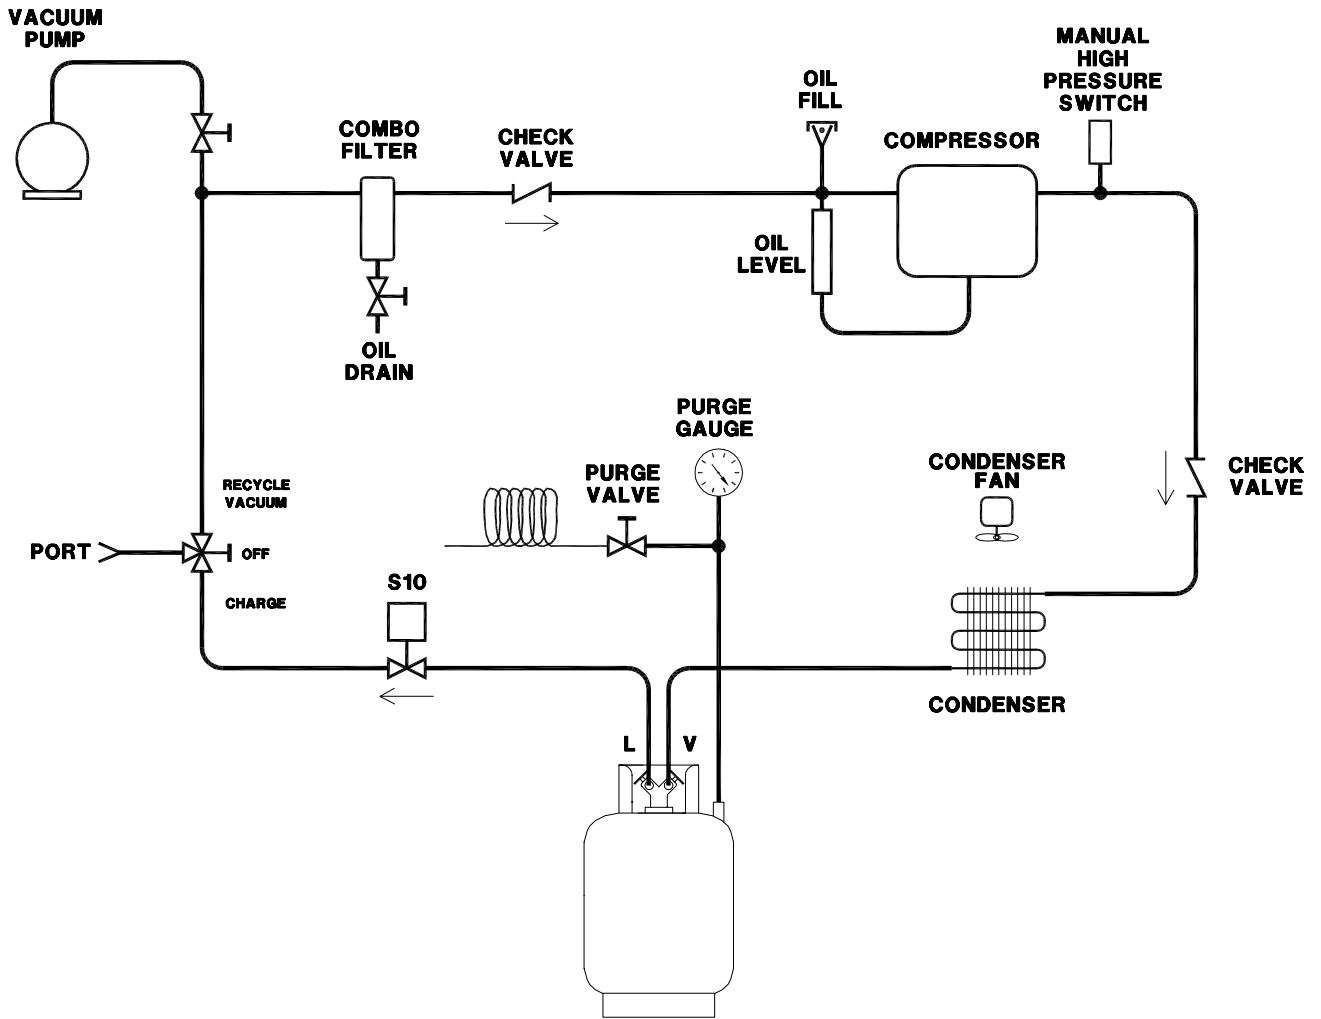 VACUUM
PUMP
MANUAL
HIGH
PRESSURE
SWITCH
OIL
FILL
COMBO
FILTER
CHECK
VALVE
COMPRESSOR
OIL
LEVEL
OIL
DRAIN
PURGE
GAUGE
PURGE
VALVE
CONDENSER
FAN
CHECK
VALVE
RECYCLE
VACUUM
PORT
OFF
S10
CHARGE
CONDENSER
L
V